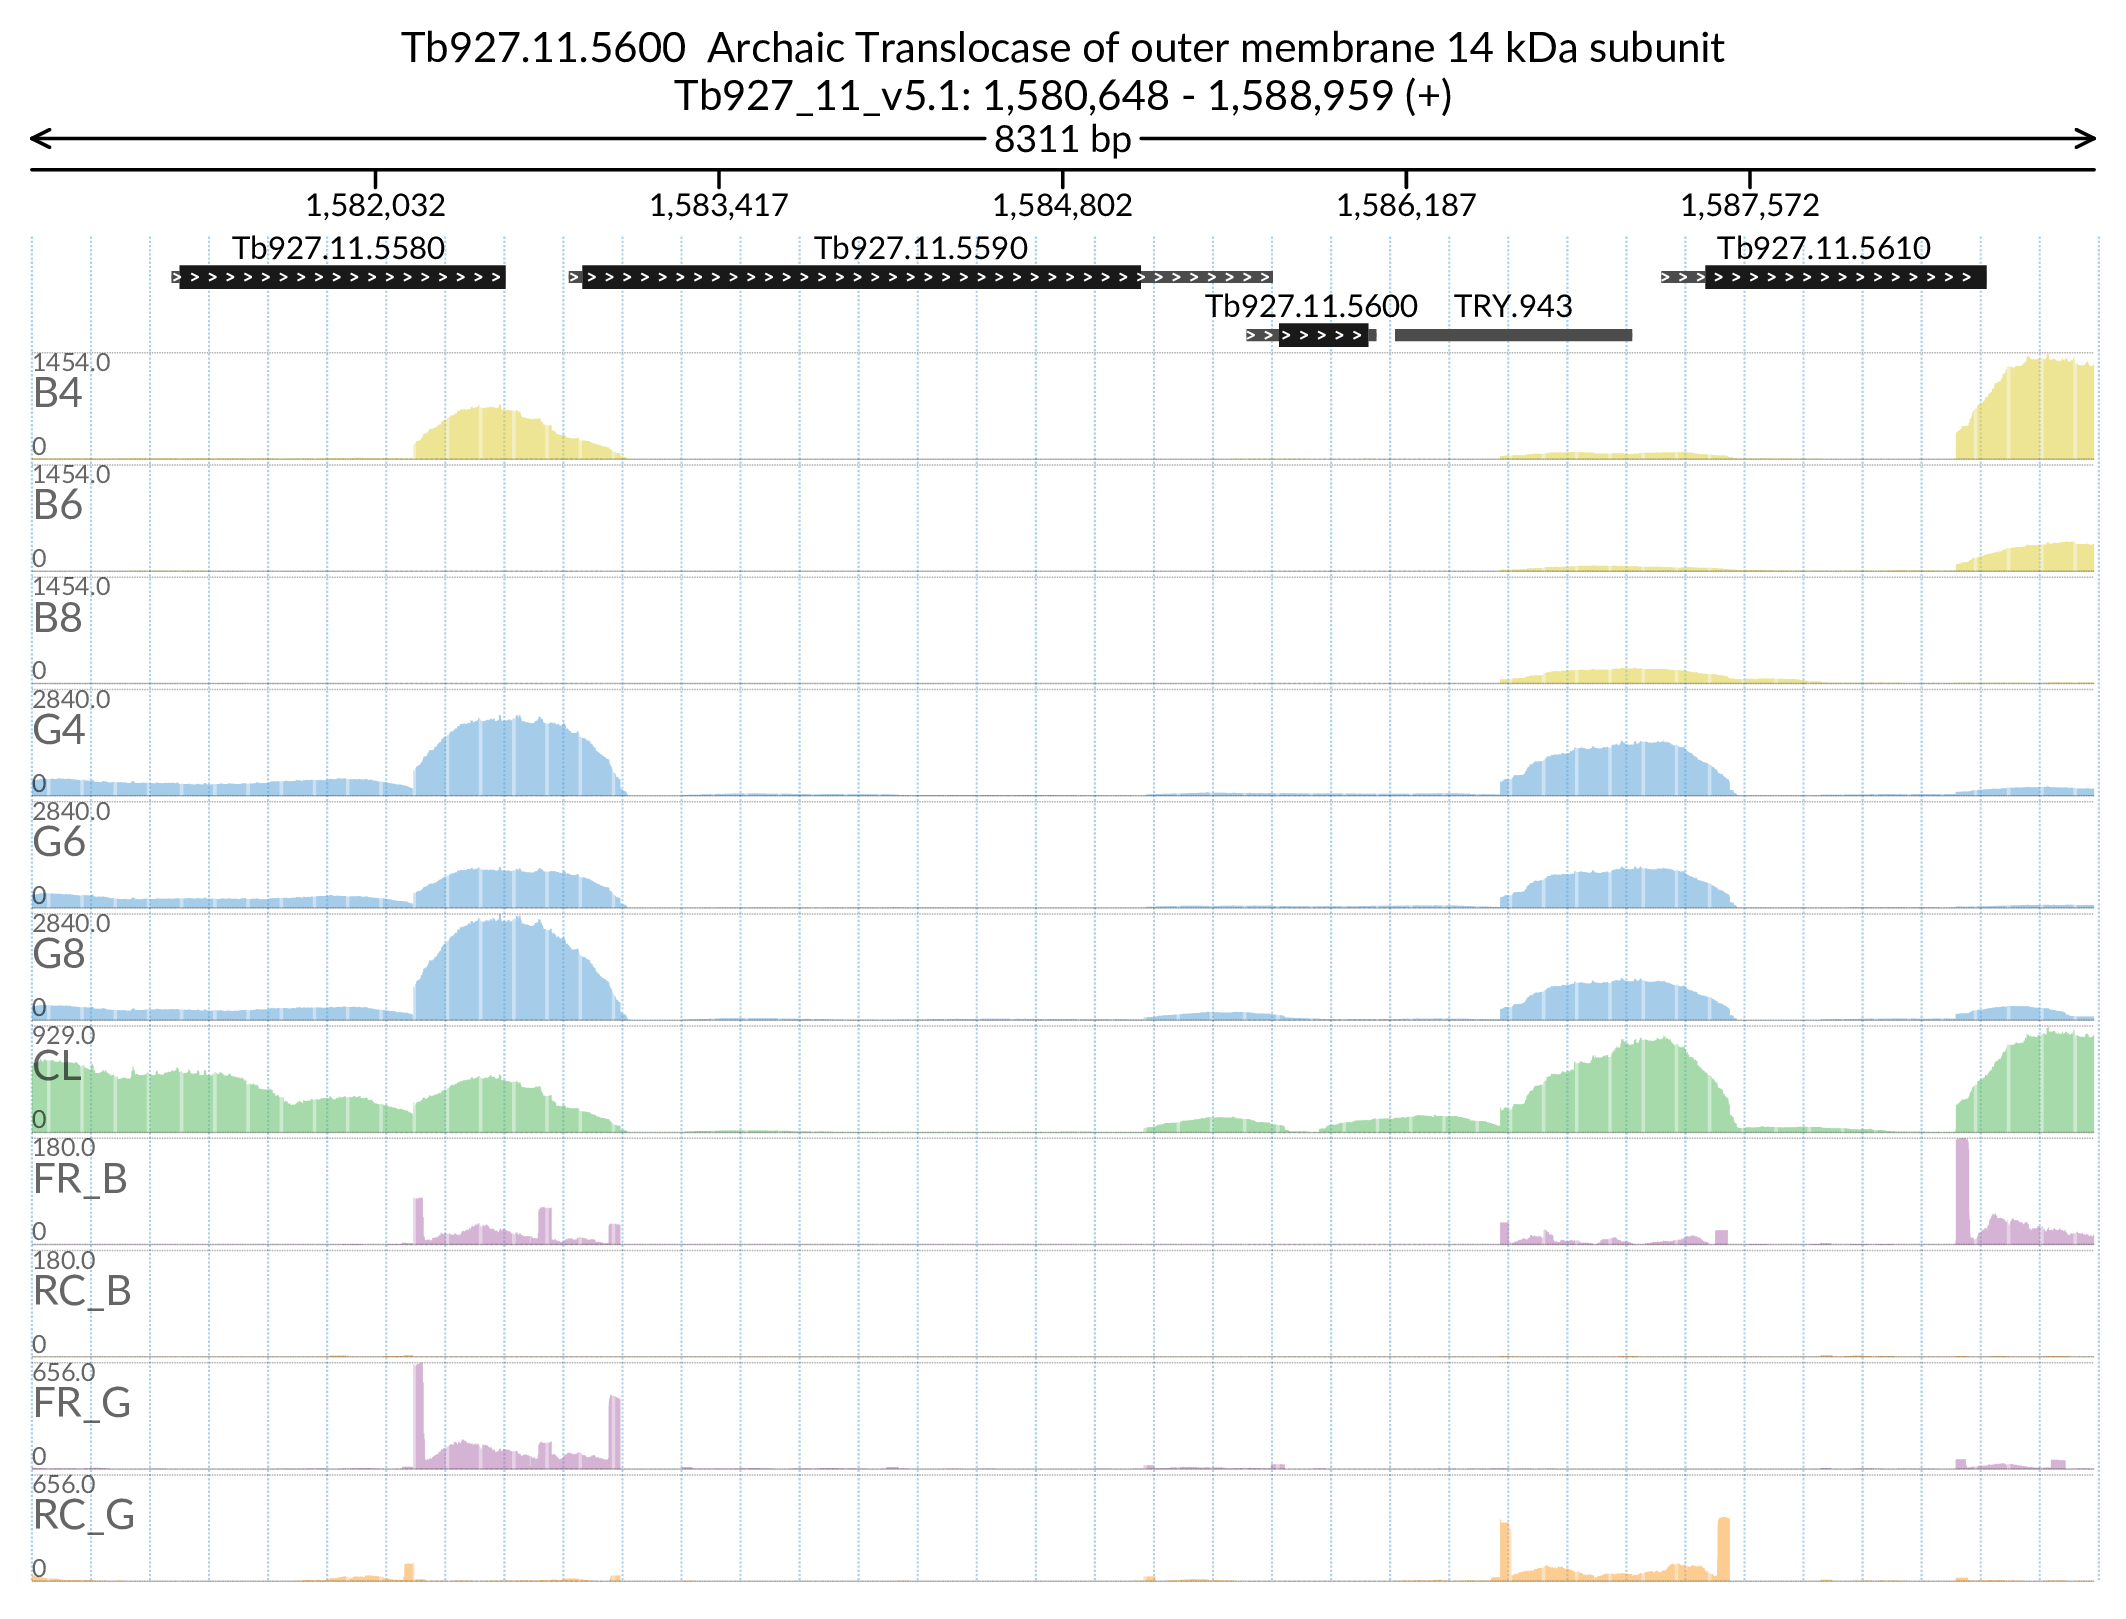 Tb927.11.5600  Archaic Translocase of outer membrane 14 kDa subunit
Tb927_11_v5.1: 1,580,648 - 1,588,959 (+)
8311 bp
1,582,032 1,583,417 1,584,802 1,586,187 1,587,572
Tb927.11.5580 Tb927.11.5590 Tb927.11.5610
Tb927.11.5600 TRY.943
1454.0
B4
0
1454.0
B6
0
1454.0
B8
0
2840.0
G4
0
2840.0
G6
0
2840.0
G8
0
929.0
CL
0
180.0
FR_B
0
180.0
RC_B
0
656.0
FR_G
0
656.0
RC_G
0